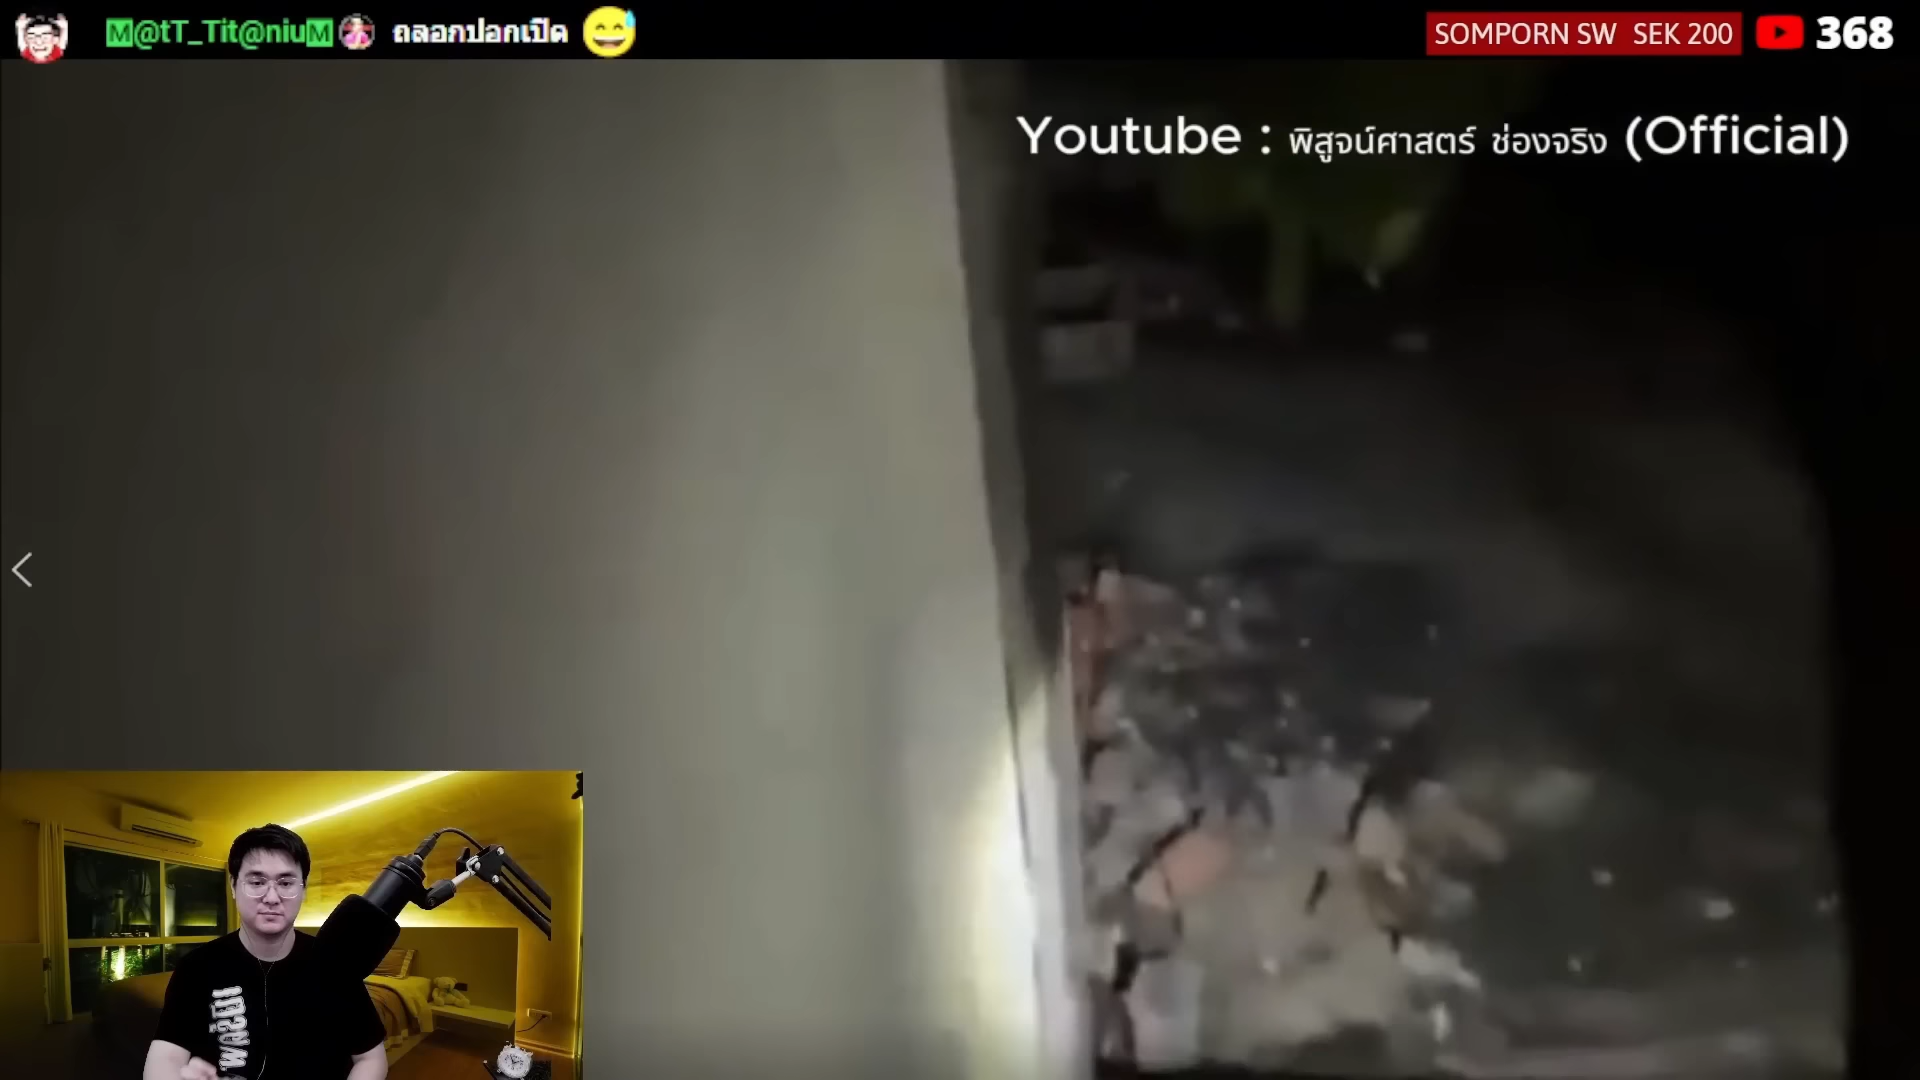 M@tT_Tit@niuM ถลอกปอกเปิด
SOMPORN SW SEK 200
368
Youtube : พิสูจน์ศาสตร์ ช่องจริง (Official)